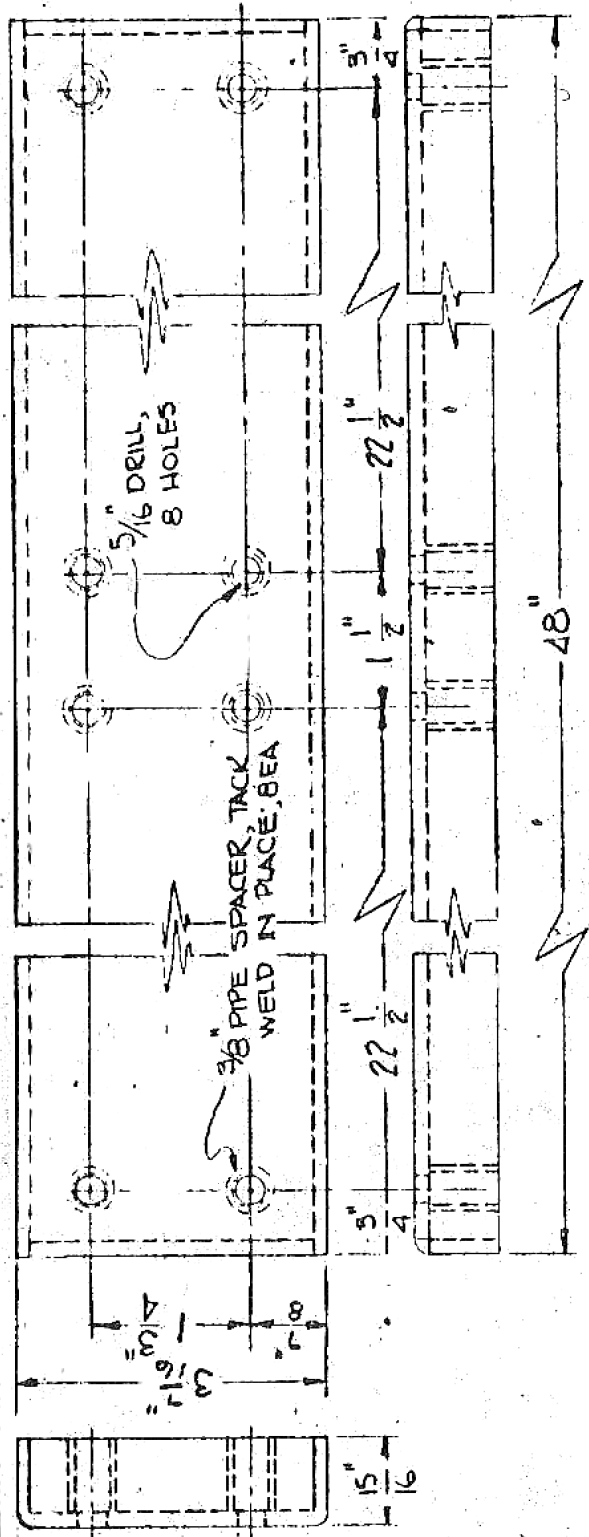 5/16" DRILL,
8 HOLES
3/8" PIPE SPACER, TACK
WELD IN PLACE, 8EA
3/4"
22 1/2"
1 1/2"
22 1/2"
3/4"
48"
1 3/4"
7/8"
3 7/16"
15/16"